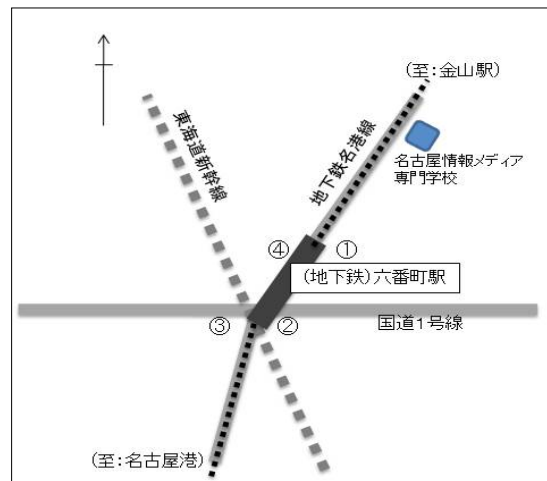 (至:金山駅)
東海道新幹線
地下鉄名港線
名古屋情報メディア
専門学校
④
①
(地下鉄)六番町駅
③
②
国道1号線
(至:名古屋港)